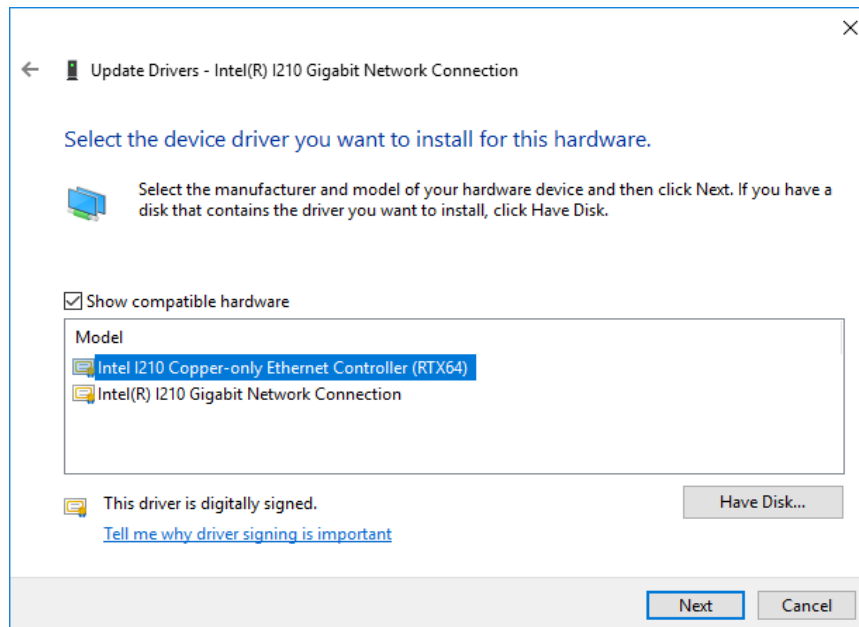 Update Drivers - Intel(R) I210 Gigabit Network Connection
Select the device driver you want to install for this hardware.
Select the manufacturer and model of your hardware device and then click Next. If you have a
disk that contains the driver you want to install, click Have Disk.
Show compatible hardware
Model
Intel I210 Copper-only Ethernet Controller (RTX64)
Intel(R) I210 Gigabit Network Connection
This driver is digitally signed.
Have Disk...
Tell me why driver signing is important
Next
Cancel